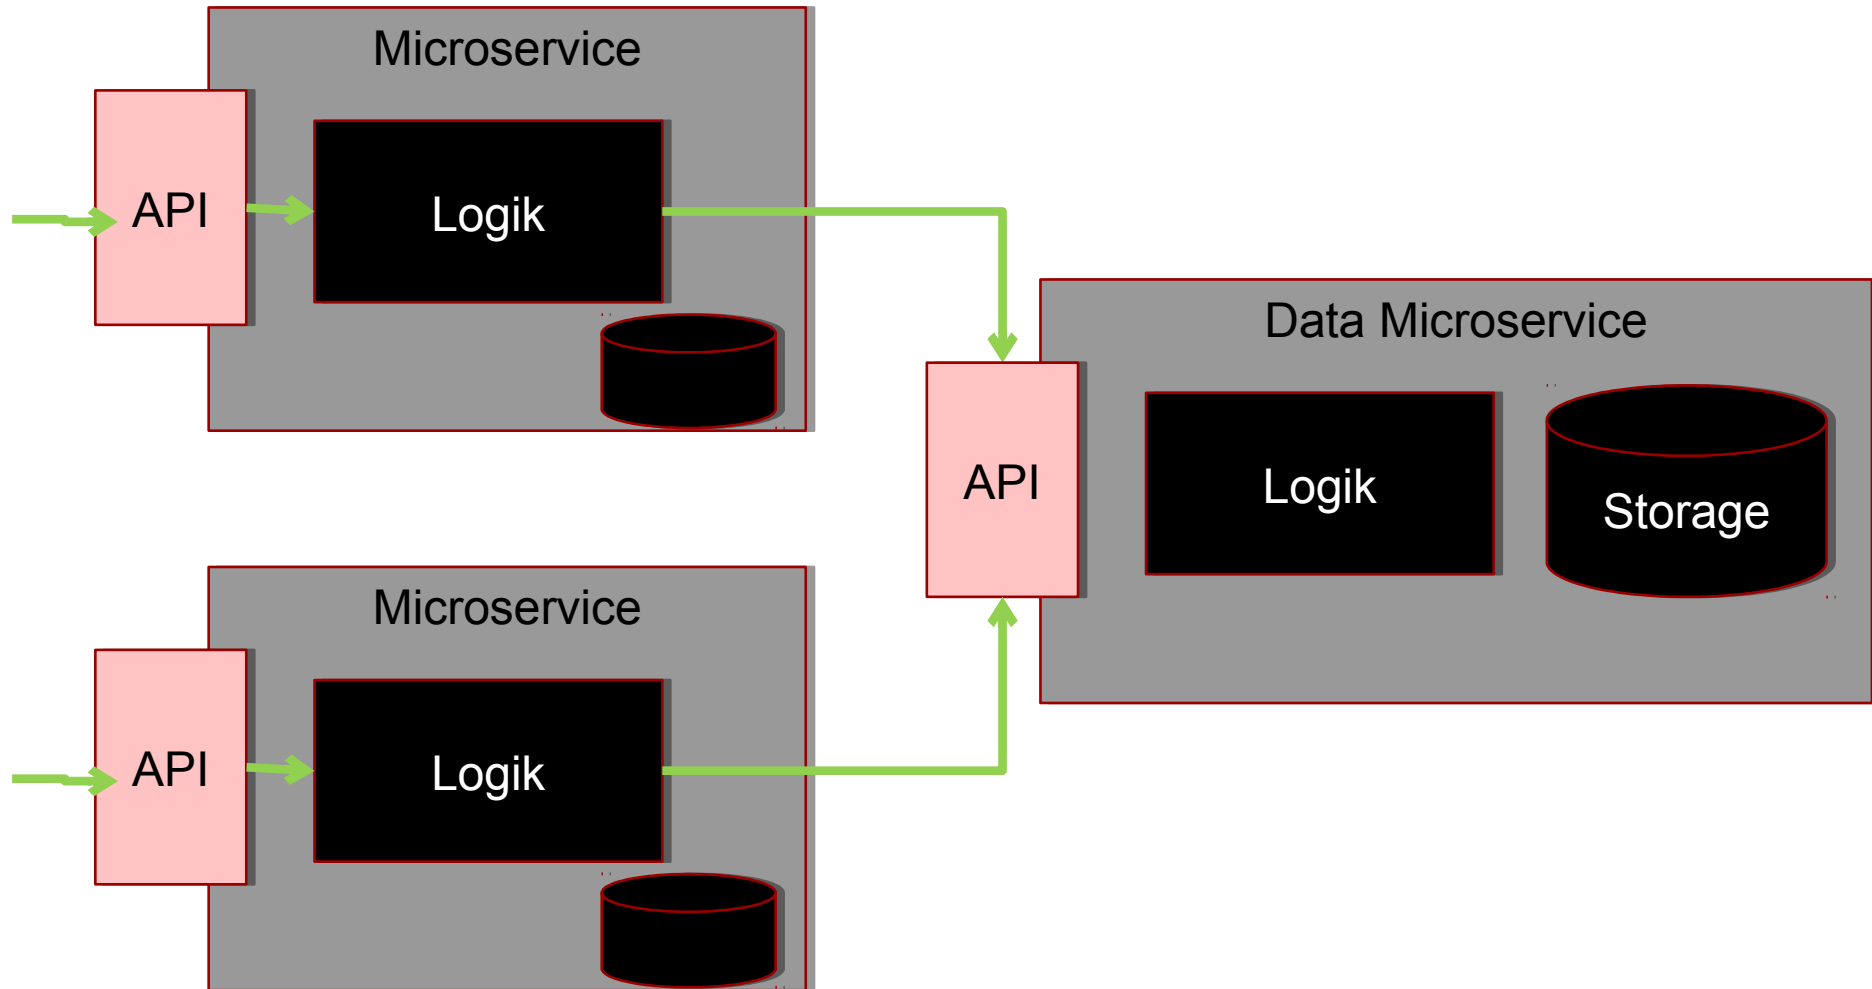 Microservice
API
Logik
Data Microservice
API
Logik
Storage
Microservice
API
Logik